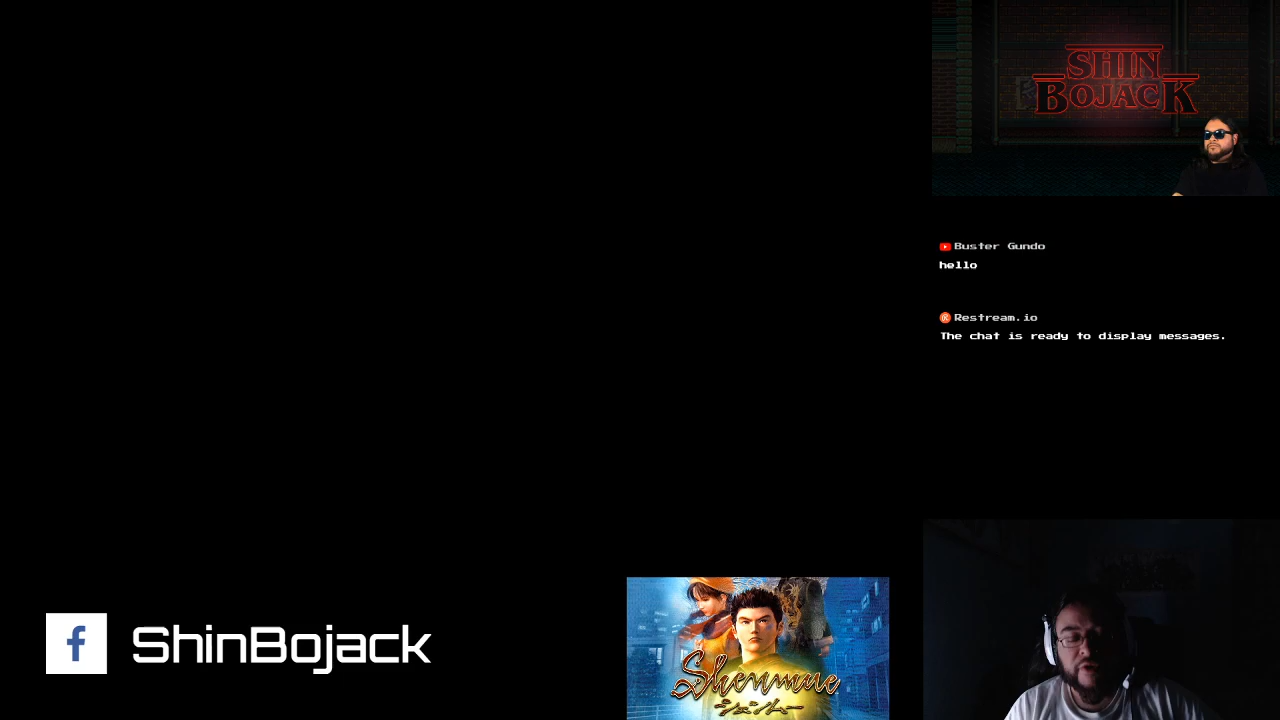 SHIN
BOJACK
Buster Gundo
hello
Restream.io
The chat is ready to display messages.
f ShinBojack
Shenmue
シェンムー